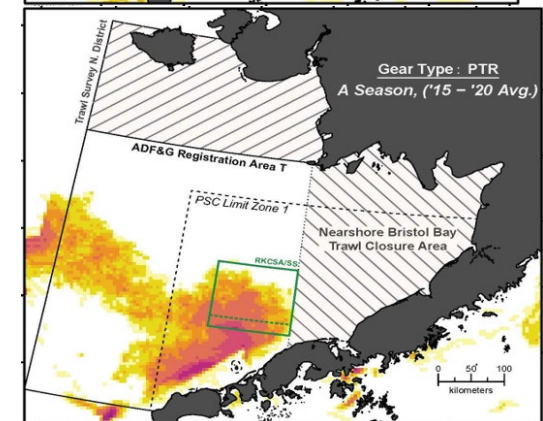 Gear Type : PTR
A Season, ('15 – '20 Avg.)
Trawl Survey N. District
ADF&G Registration Area T
PSC Limit Zone 1
Nearshore Bristol Bay
Trawl Closure Area
RKCSA/SS
0 50 100
kilometers